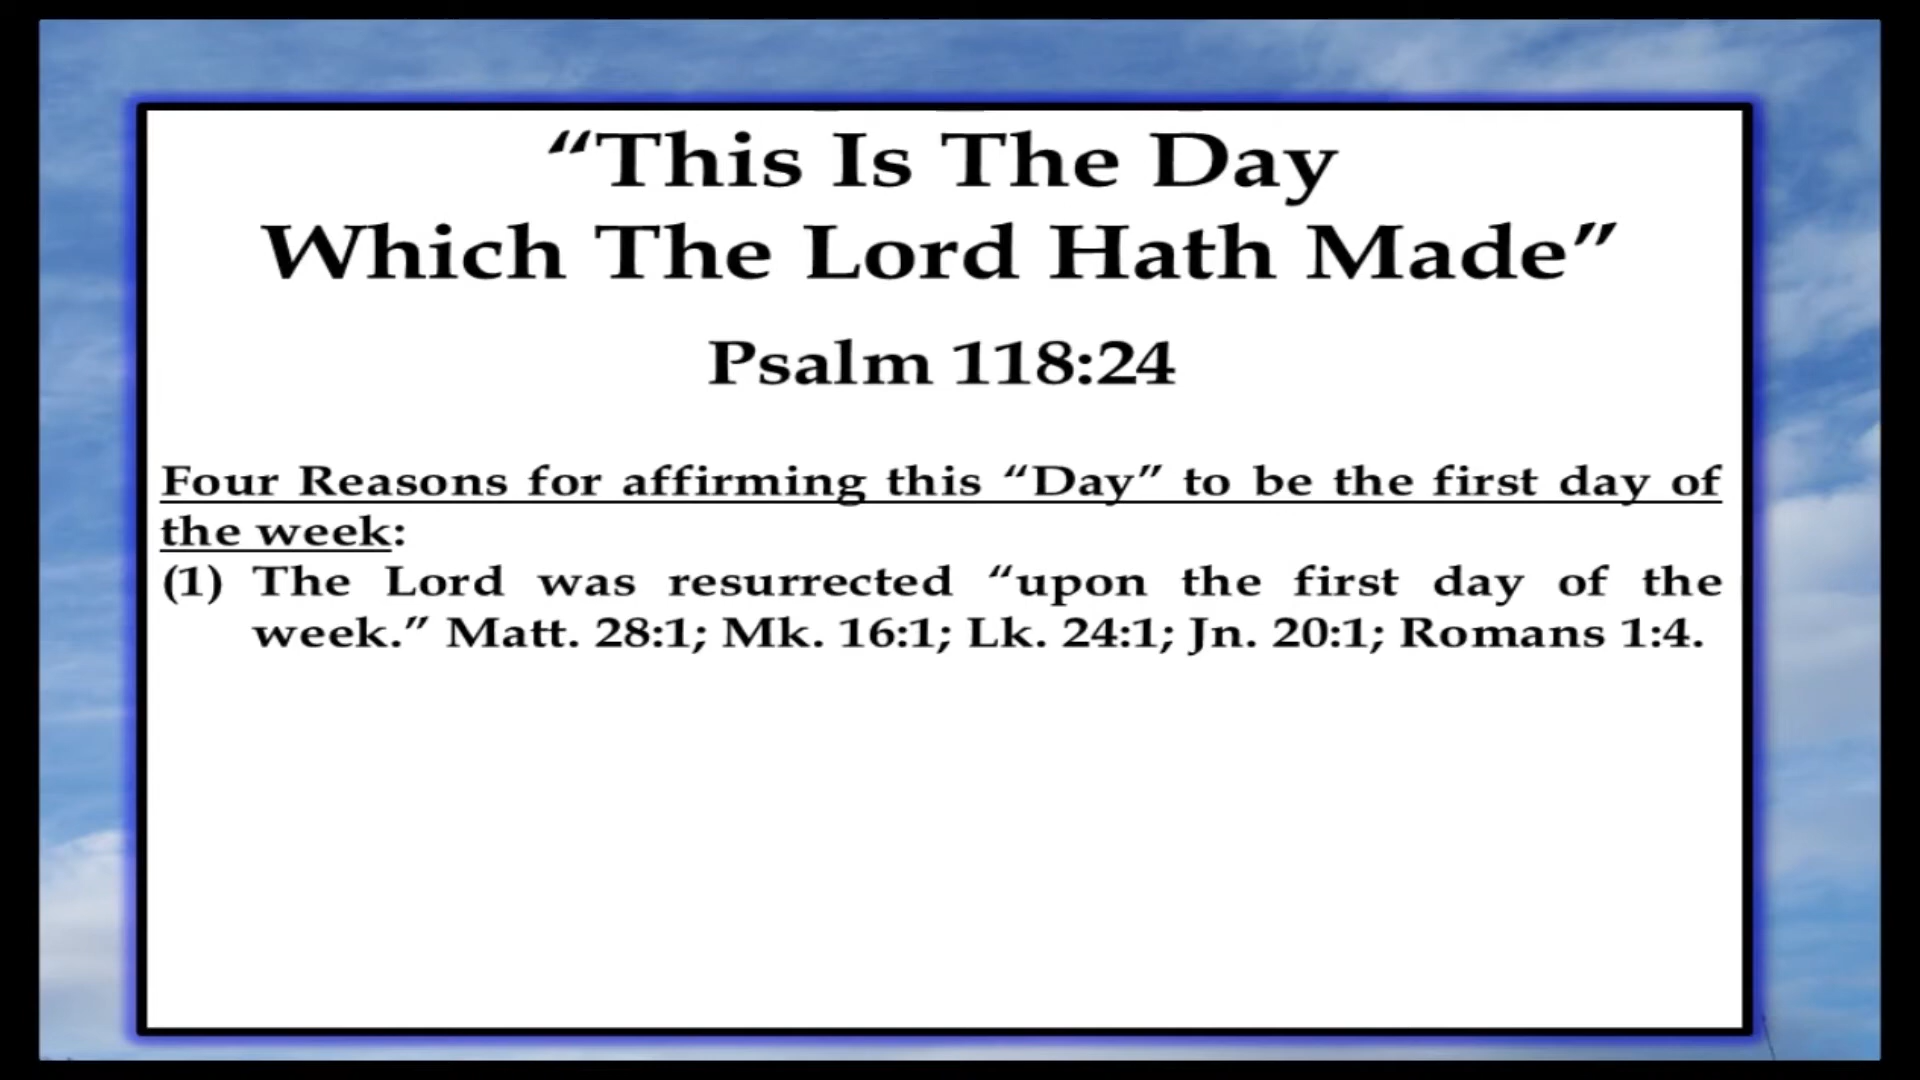 “This Is The Day
Which The Lord Hath Made”
Psalm 118:24
Four Reasons for affirming this “Day” to be the first day of
the week:
(1) The Lord was resurrected “upon the first day of the
week.” Matt. 28:1; Mk. 16:1; Lk. 24:1; Jn. 20:1; Romans 1:4.